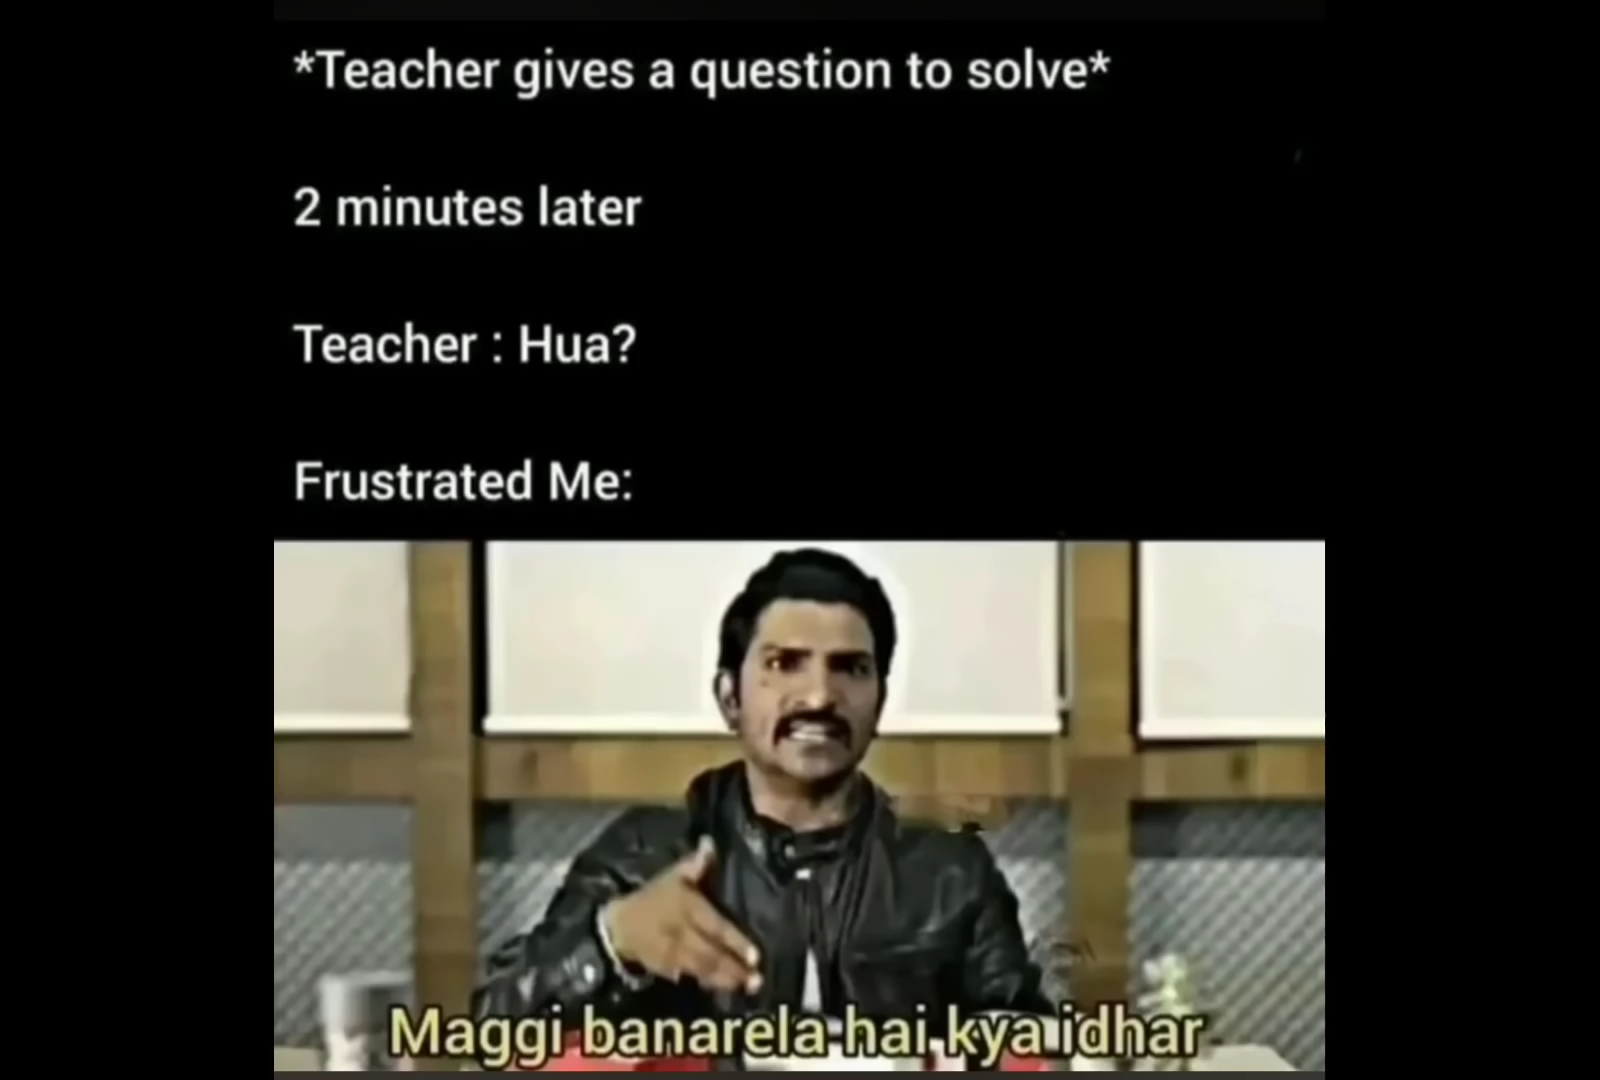 *Teacher gives a question to solve*
2 minutes later
Teacher : Hua?
Frustrated Me:
Maggi banarela hai kya idhar